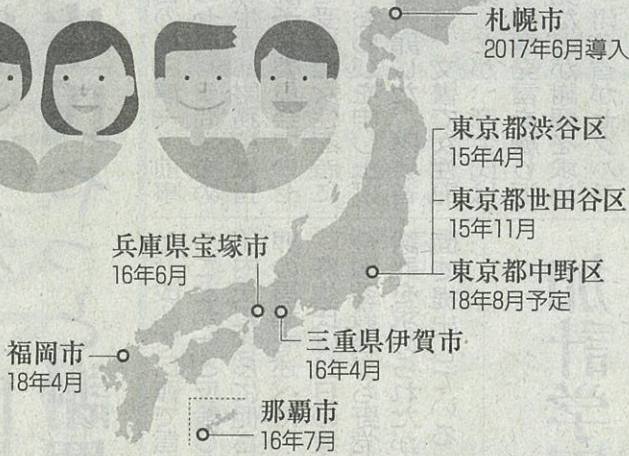 札幌市
2017年6月導入
東京都渋谷区
15年4月
東京都世田谷区
15年11月
東京都中野区
18年8月予定
兵庫県宝塚市
16年6月
三重県伊賀市
16年4月
福岡市
18年4月
那覇市
16年7月